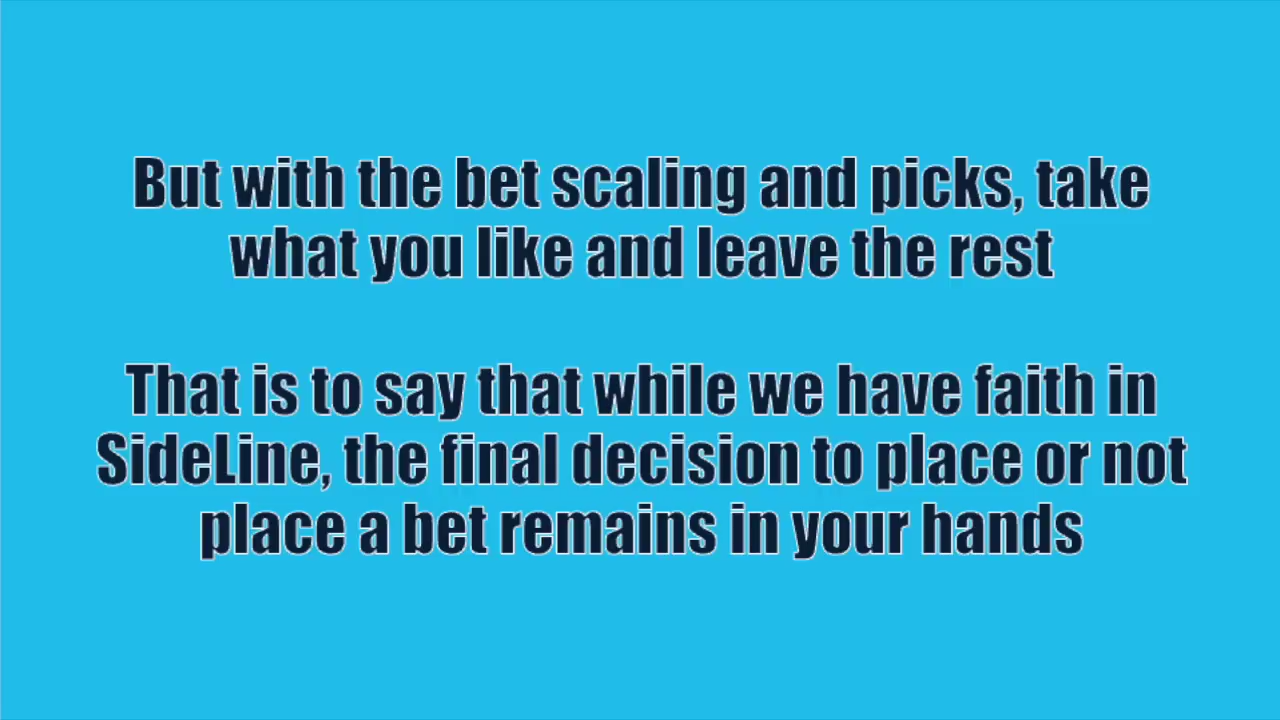 But with the bet scaling and picks, take
what you like and leave the rest
That is to say that while we have faith in
SideLine, the final decision to place or not
place a bet remains in your hands